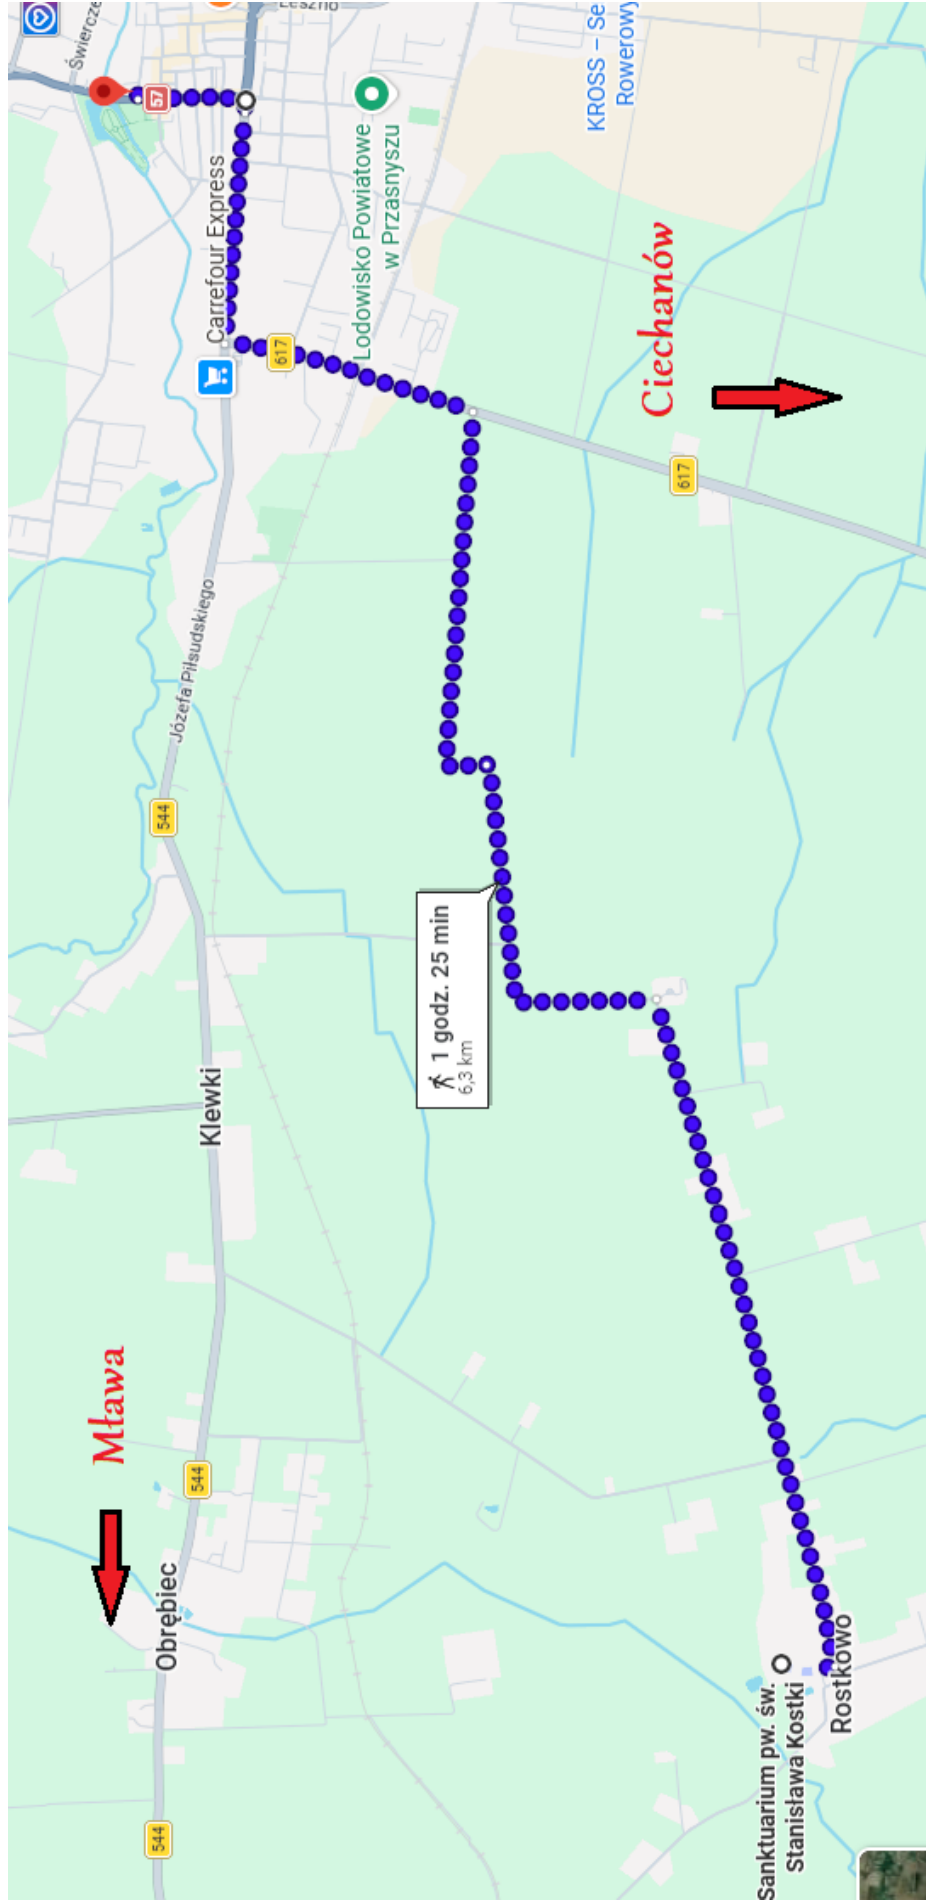 Mława
Obrębiec
544
544
Klewki
544
Józefa Piłsudskiego
Carrefour Express
Świercze
57
Leszno
617
Lodowisko Powiatowe
w Przasnyszu
KROSS – Se
Rowerowy
1 godz. 25 min
6,3 km
Ciechanów
617
Sanktuarium pw. św.
Stanisława Kostki
Rostkowo